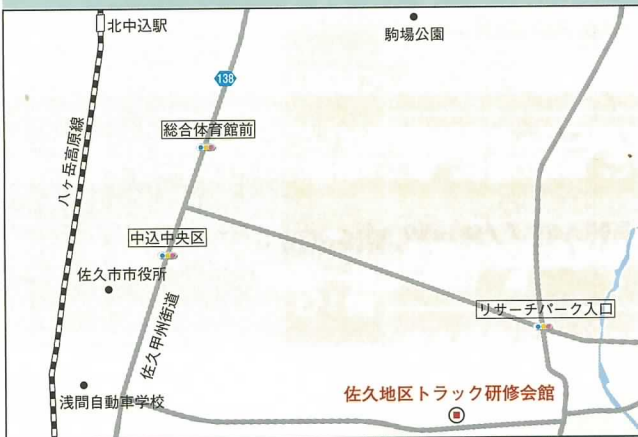 北中込駅
駒場公園
138
総合体育館前
八ヶ岳高原線
中込中央区
佐久市市役所
リサーチパーク入口
佐久甲州街道
浅間自動車学校
佐久地区トラック研修会館